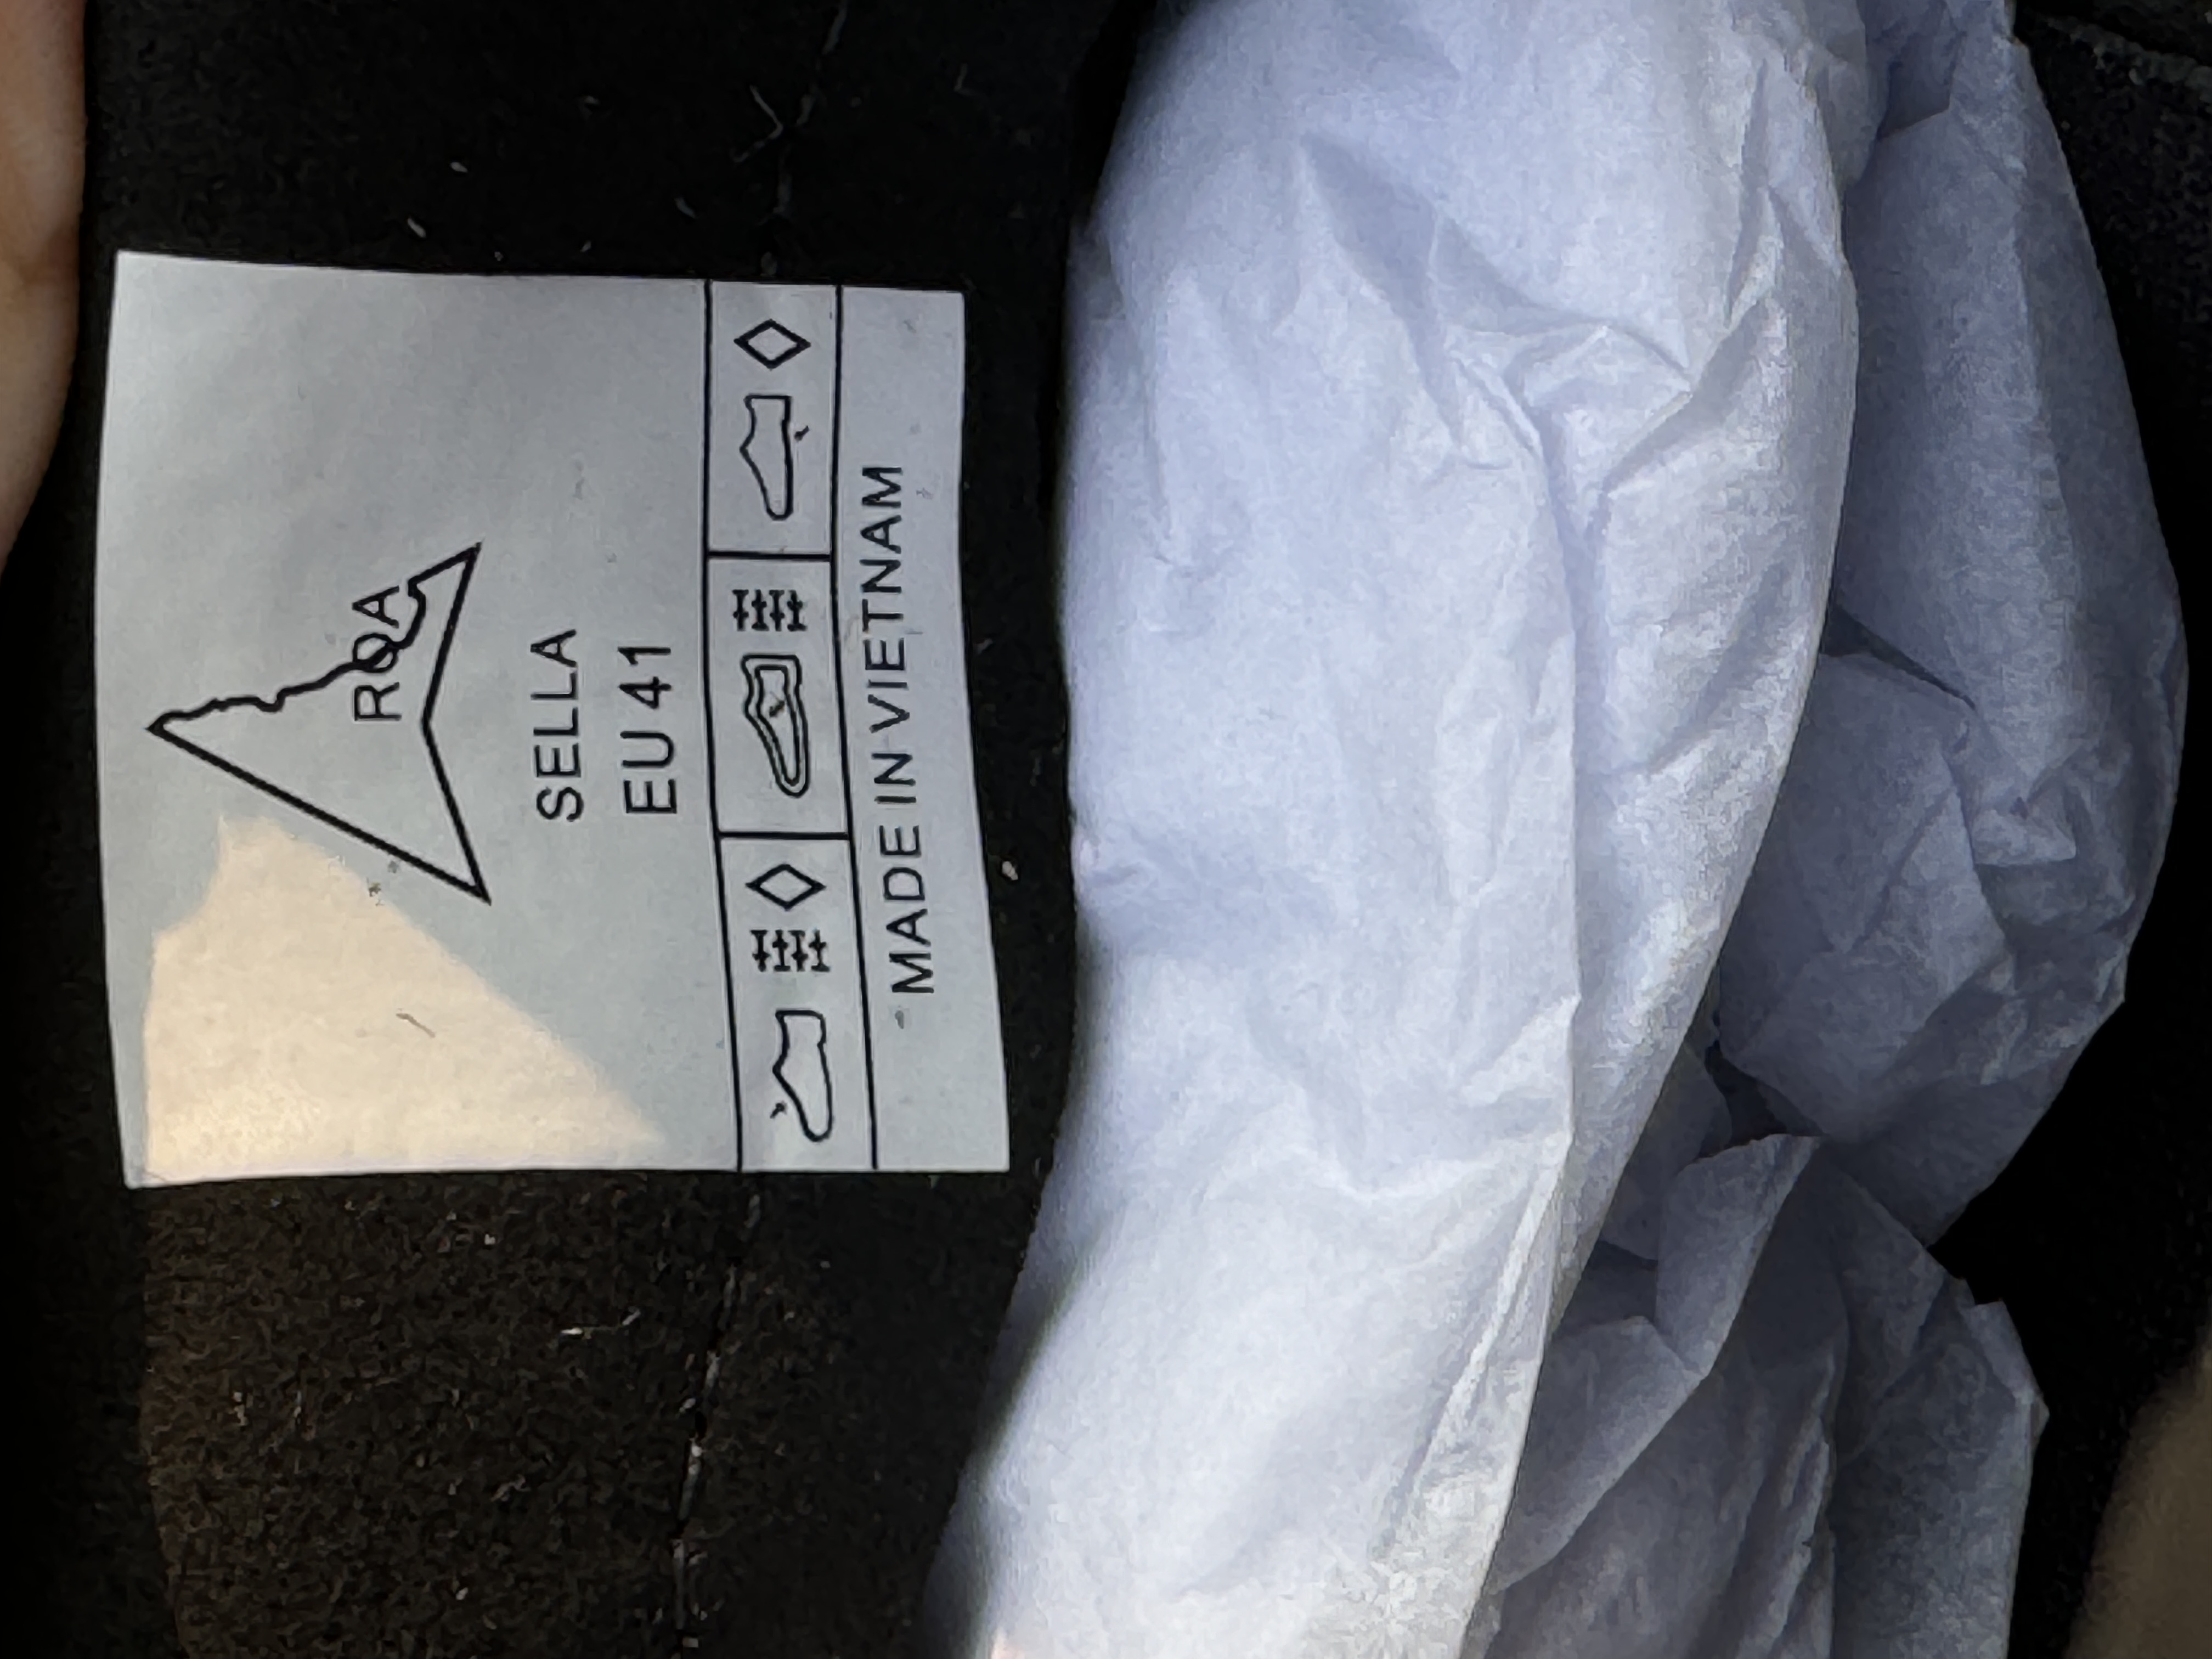 ROA
SELLA
EU 41
MADE IN VIETNAM